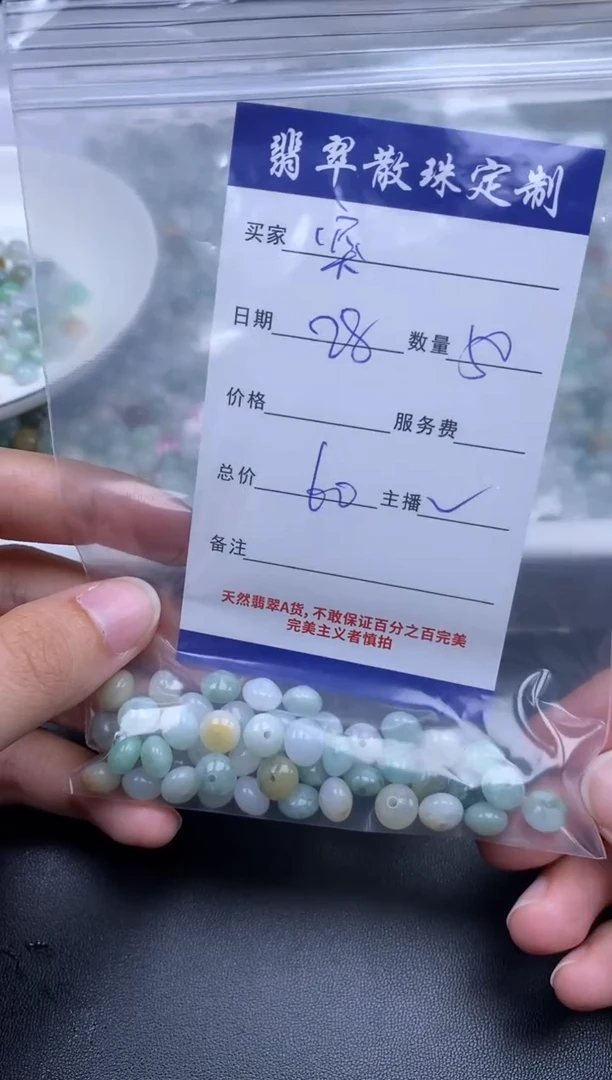 翡翠散珠定制
买家
日期 28 数量 50
价格 服务费
总价 60 主播 ✓
备注
天然翡翠A货,不敢保证百分之百完美
完美主义者慎拍